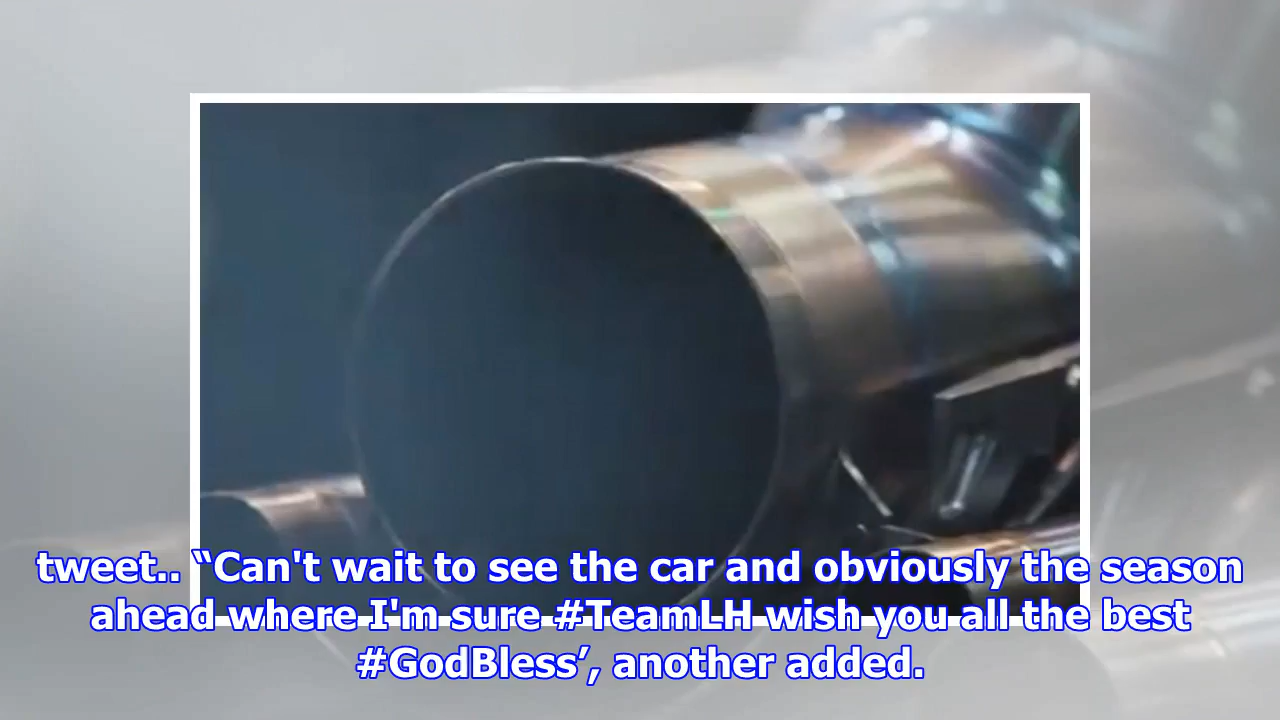 tweet.. “Can't wait to see the car and obviously the season
ahead where I'm sure #TeamLH wish you all the best
#GodBless’, another added.